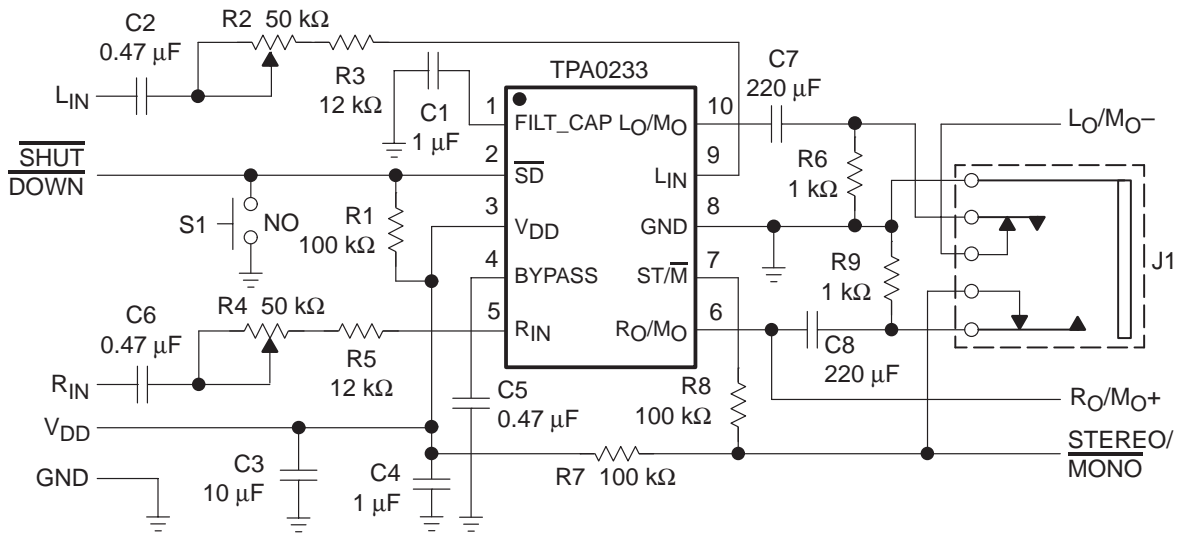 C2
0.47 μF
R2 50 kΩ
R3
12 kΩ
C1
1 μF
TPA0233
C7
220 μF
L_IN
SHUT
DOWN
S1
NO
R1
100 kΩ
1
2
3
4
5
FILT_CAP
SD
V_DD
BYPASS
R_IN
L_O/M_O
L_IN
GND
ST/M
R_O/M_O
10
9
8
7
6
R6
1 kΩ
R9
1 kΩ
L_O/M_O−
J1
C6
0.47 μF
R4 50 kΩ
R5
12 kΩ
R_IN
C5
0.47 μF
R8
100 kΩ
C8
220 μF
R_O/M_O+
V_DD
GND
C3
10 μF
C4
1 μF
R7 100 kΩ
STEREO/
MONO